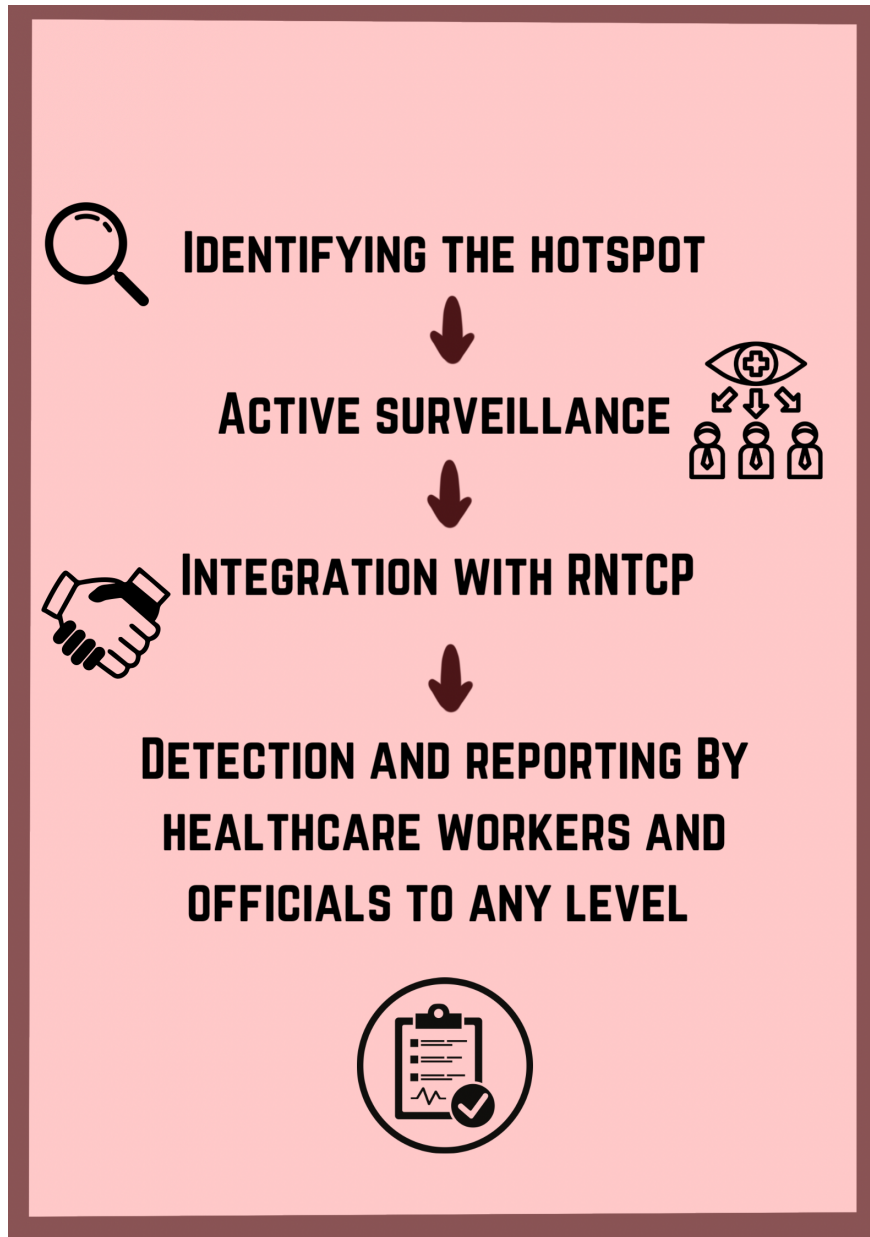 Identifying the hotspot
Active surveillance
Integration with RNTCP
Detection and reporting By
healthcare workers and
officials to any level